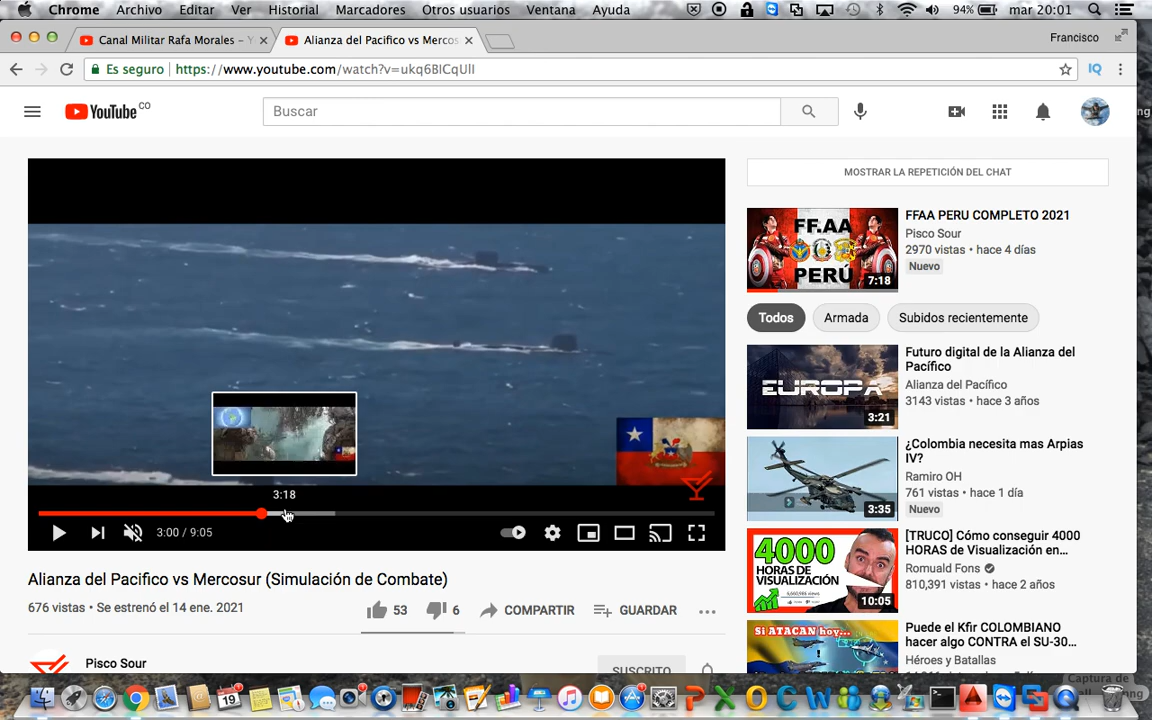 Chrome Archivo Editar Ver Historial Marcadores Otros usuarios Ventana Ayuda 94% mar 20:01
Canal Militar Rafa Morales - Y
Alianza del Pacifico vs Mercos
Francisco
Es seguro https://www.youtube.com/watch?v=ukq6BlCqUlI
YouTube CO
Buscar
MOSTRAR LA REPETICIÓN DEL CHAT
3:18
3:00 / 9:05
Alianza del Pacifico vs Mercosur (Simulación de Combate)
676 vistas • Se estrenó el 14 ene. 2021
53
6
COMPARTIR
GUARDAR
Pisco Sour
SUSCRITO
FF.AA
PERÚ
7:18
FFAA PERU COMPLETO 2021
Pisco Sour
2970 vistas • hace 4 días
Nuevo
Todos Armada Subidos recientemente
EUROPA
3:21
Futuro digital de la Alianza del
Pacífico
Alianza del Pacífico
3143 vistas • hace 3 años
3:35
¿Colombia necesita mas Arpias
IV?
Ramiro OH
761 vistas • hace 1 día
Nuevo
4000
HORAS DE
VISUALIZACIÓN
10:05
[TRUCO] Cómo conseguir 4000
HORAS de Visualización en...
Romuald Fons
810,391 vistas • hace 2 años
Si ATACAN hoy...
Puede el Kfir COLOMBIANO
hacer algo CONTRA el SU-30...
Héroes y Batallas
Captura de
19